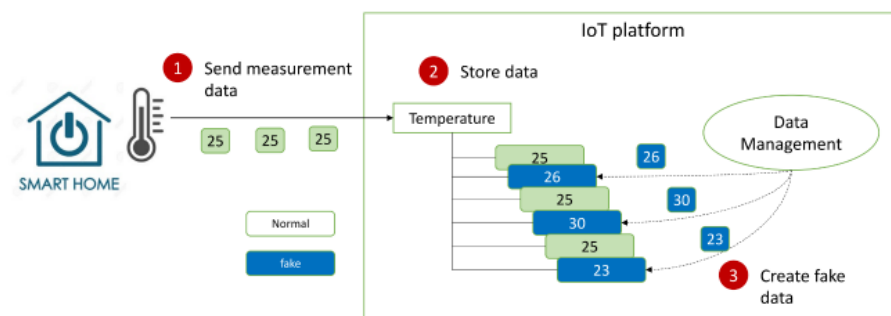 IoT platform
1
Send measurement
data
2
Store data
SMART HOME
25
25
25
Temperature
Data
Management
25
26
26
25
30
30
25
23
23
Normal
fake
3
Create fake
data